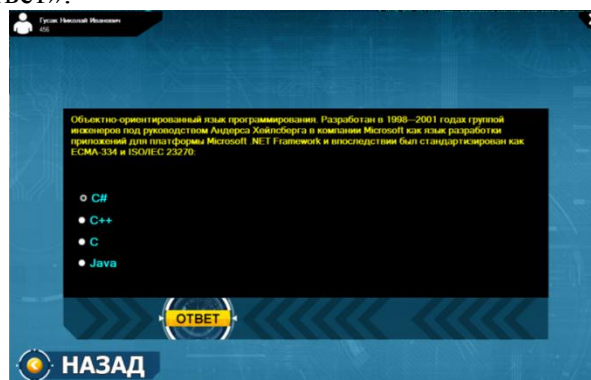 вет».
Гусак Николай Иванович
456
Объектно-ориентированный язык программирования. Разработан в 1998—2001 годах группой
инженеров под руководством Андерса Хейлсберга в компании Microsoft как язык разработки
приложений для платформы Microsoft .NET Framework и впоследствии был стандартизирован как
ECMA-334 и ISO/IEC 23270:
C#
C++
C
Java
ОТВЕТ
НАЗАД